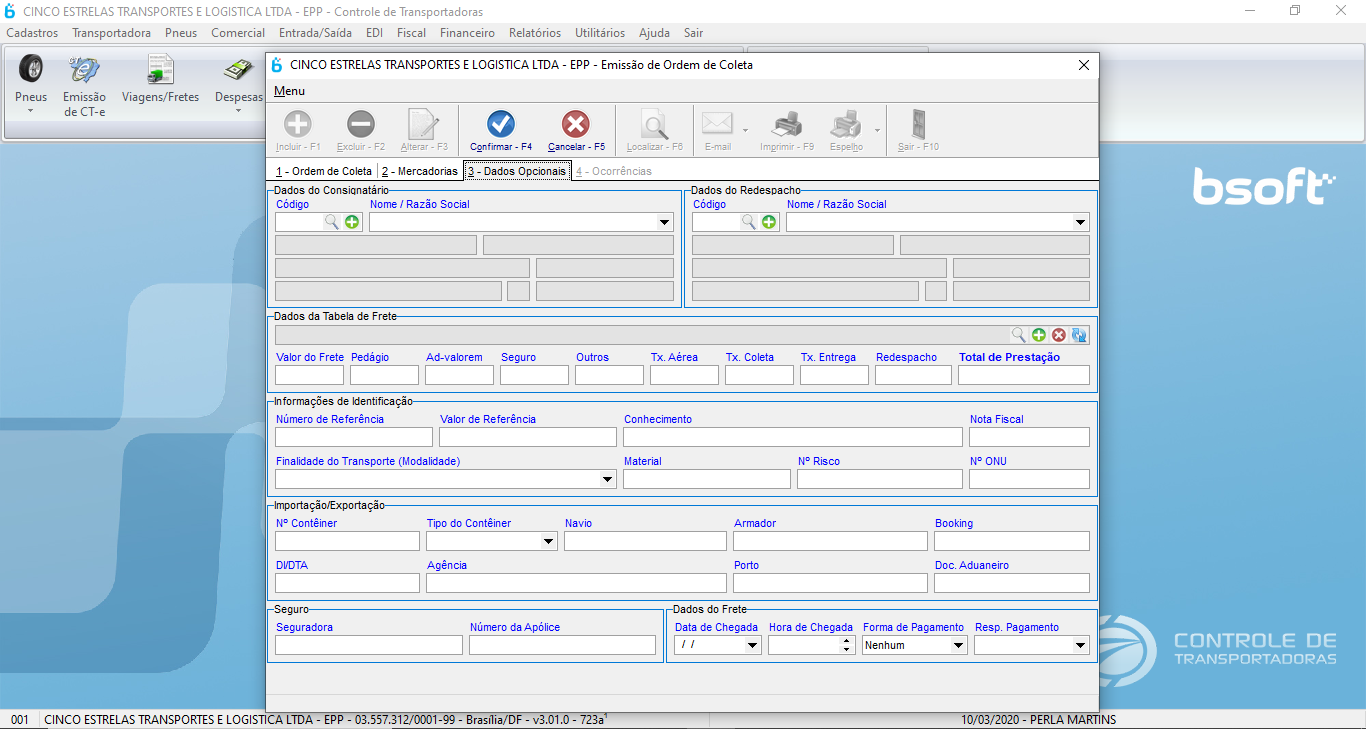 CINCO ESTRELAS TRANSPORTES E LOGISTICA LTDA - EPP - Controle de Transportadoras
Cadastros Transportadora Pneus Comercial Entrada/Saída EDI Fiscal Financeiro Relatórios Utilitários Ajuda Sair
Pneus
Emissão
de CT-e
Viagens/Fretes
Despesas
CINCO ESTRELAS TRANSPORTES E LOGISTICA LTDA - EPP - Emissão de Ordem de Coleta
Menu
Incluir - F1 Excluir - F2 Alterar - F3 Confirmar - F4 Cancelar - F5 Localizar - F6 E-mail Imprimir - F9 Espelho Sair - F10
1 - Ordem de Coleta 2 - Mercadorias 3 - Dados Opcionais 4 - Ocorrências
Dados do Consignatário
Código Nome / Razão Social
Dados do Redespacho
Código Nome / Razão Social
Dados da Tabela de Frete
Valor do Frete Pedágio Ad-valorem Seguro Outros Tx. Aérea Tx. Coleta Tx. Entrega Redespacho Total de Prestação
Informações de Identificação
Número de Referência Valor de Referência Conhecimento Nota Fiscal
Finalidade do Transporte (Modalidade) Material Nº Risco Nº ONU
Importação/Exportação
Nº Contêiner Tipo do Contêiner Navio Armador Booking
DI/DTA Agência Porto Doc. Aduaneiro
Seguro
Seguradora Número da Apólice
Dados do Frete
Data de Chegada Hora de Chegada Forma de Pagamento Resp. Pagamento
/ / Nenhum
bsoft
CONTROLE DE
TRANSPORTADORAS
001 CINCO ESTRELAS TRANSPORTES E LOGISTICA LTDA - EPP - 03.557.312/0001-99 - Brasília/DF - v3.01.0 - 723a¹ 10/03/2020 - PERLA MARTINS